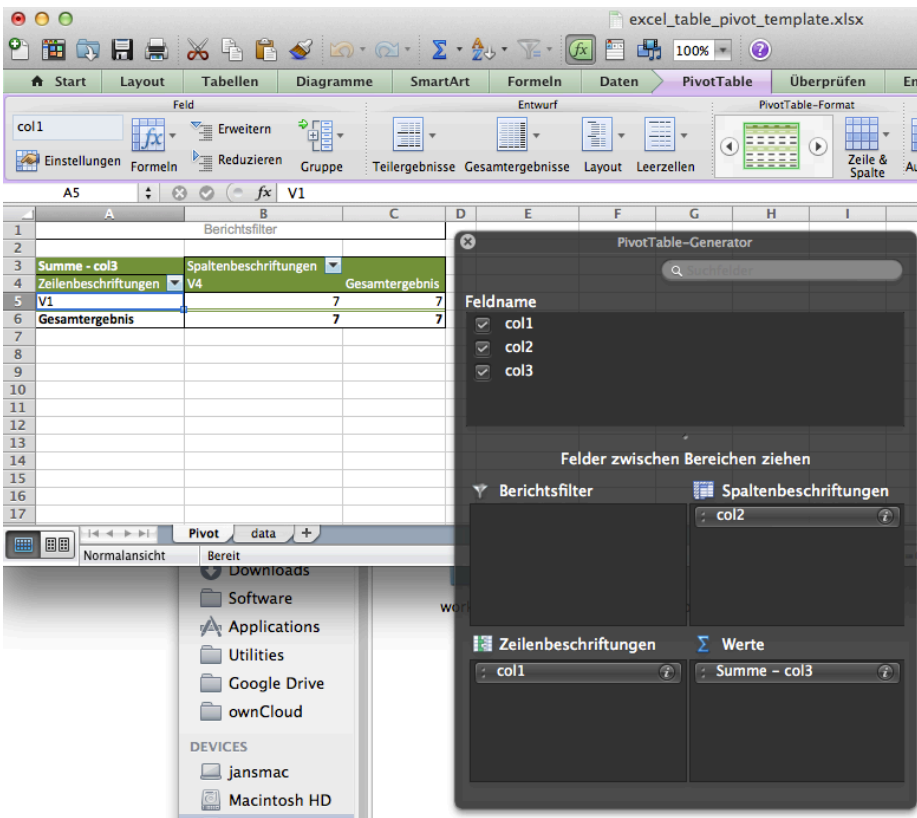 excel_table_pivot_template.xlsx
100%
Start Layout Tabellen Diagramme SmartArt Formeln Daten PivotTable Überprüfen
Feld Entwurf PivotTable-Format
col1
Erweitern
Einstellungen Formeln Reduzieren Gruppe Teilergebnisse Gesamtergebnisse Layout Leerzellen Zeile & Spalte
A5 fx V1
A B C D E F G H I
1 Berichtsfilter
2
3 Summe - col3 Spaltenbeschriftungen
4 Zeilenbeschriftungen V4 Gesamtergebnis
5 V1 7 7
6 Gesamtergebnis 7 7
7
8
9
10
11
12
13
14
15
16
17
Pivot data +
Normalansicht Bereit
PivotTable-Generator
Suchfelder
Feldname
col1
col2
col3
Felder zwischen Bereichen ziehen
Berichtsfilter Spaltenbeschriftungen
col2
Zeilenbeschriftungen Werte
col1 Summe - col3
Downloads
Software
Applications
Utilities
Google Drive
ownCloud
DEVICES
jansmac
Macintosh HD